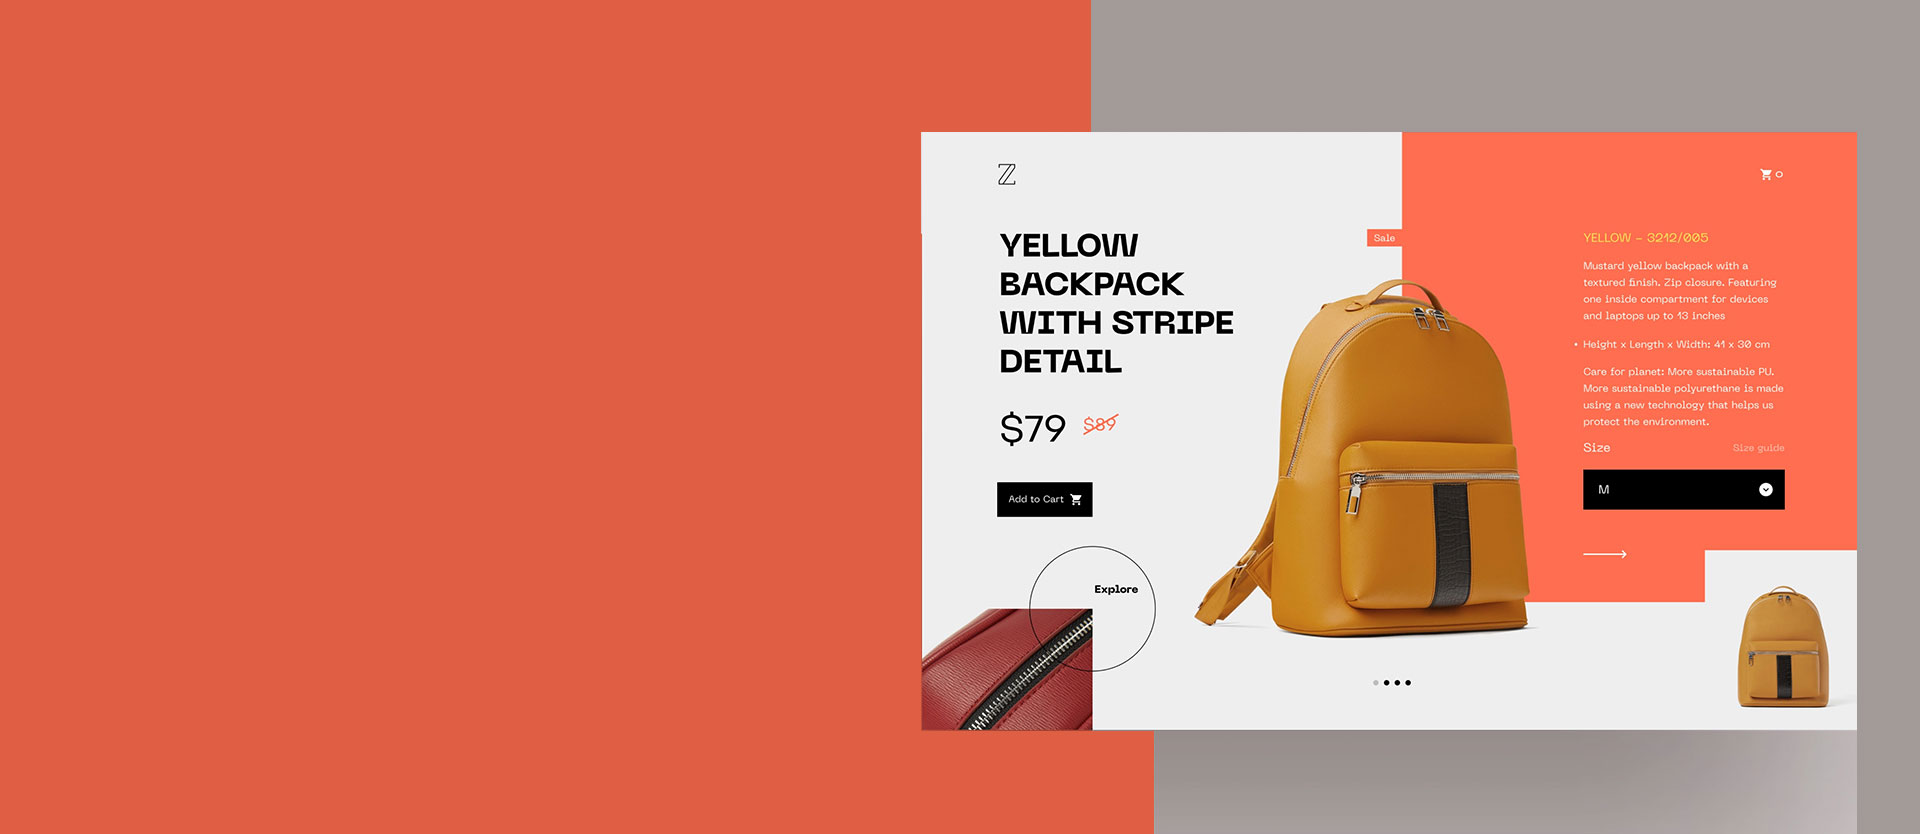 Z
0
YELLOW
BACKPACK
WITH STRIPE
DETAIL
$79 $89
Add to Cart
Explore
Sale
YELLOW - 3212/005
Mustard yellow backpack with a
textured finish. Zip closure. Featuring
one inside compartment for devices
and laptops up to 13 inches
• Height x Length x Width: 41 x 30 cm
Care for planet: More sustainable PU.
More sustainable polyurethane is made
using a new technology that helps us
protect the environment.
Size Size guide
M